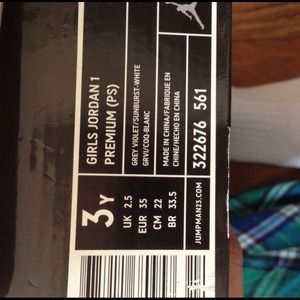 GIRLS JORDAN 1
PREMIUM (PS)
GREY VIOLET/SUNBURST-WHITE
GRVI/COO-BLANC
MADE IN CHINA/FABRIQUE EN
CHINE/HECHO EN CHINA
322676 561
3Y
UK 2.5
EUR 35
CM 22
BR 33.5
JUMPMAN23.COM